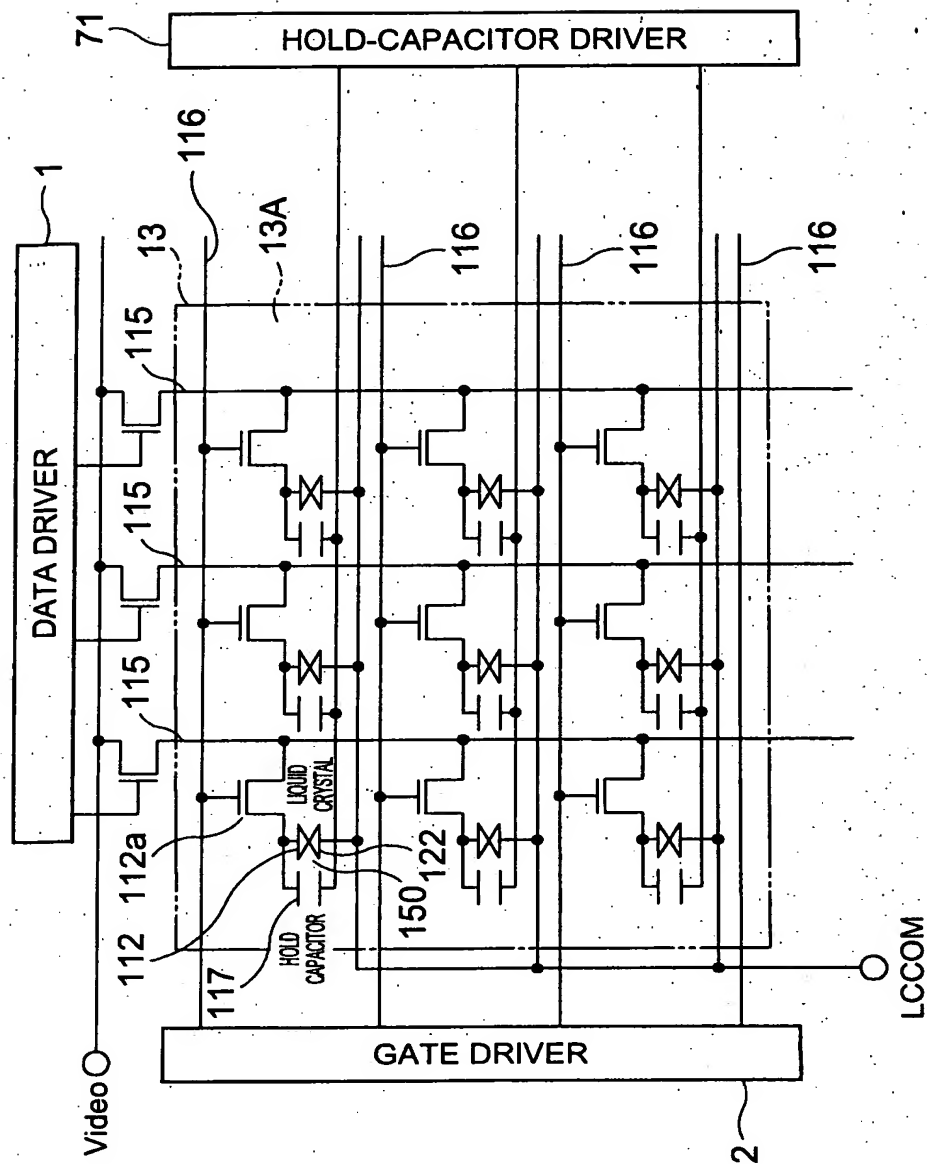 71
HOLD-CAPACITOR DRIVER
1
DATA DRIVER
13
116
13A
115
115
115
116
116
116
112a
LIQUID
CRYSTAL
112
122
150
117
HOLD
CAPACITOR
Video
GATE DRIVER
2
LCCOM